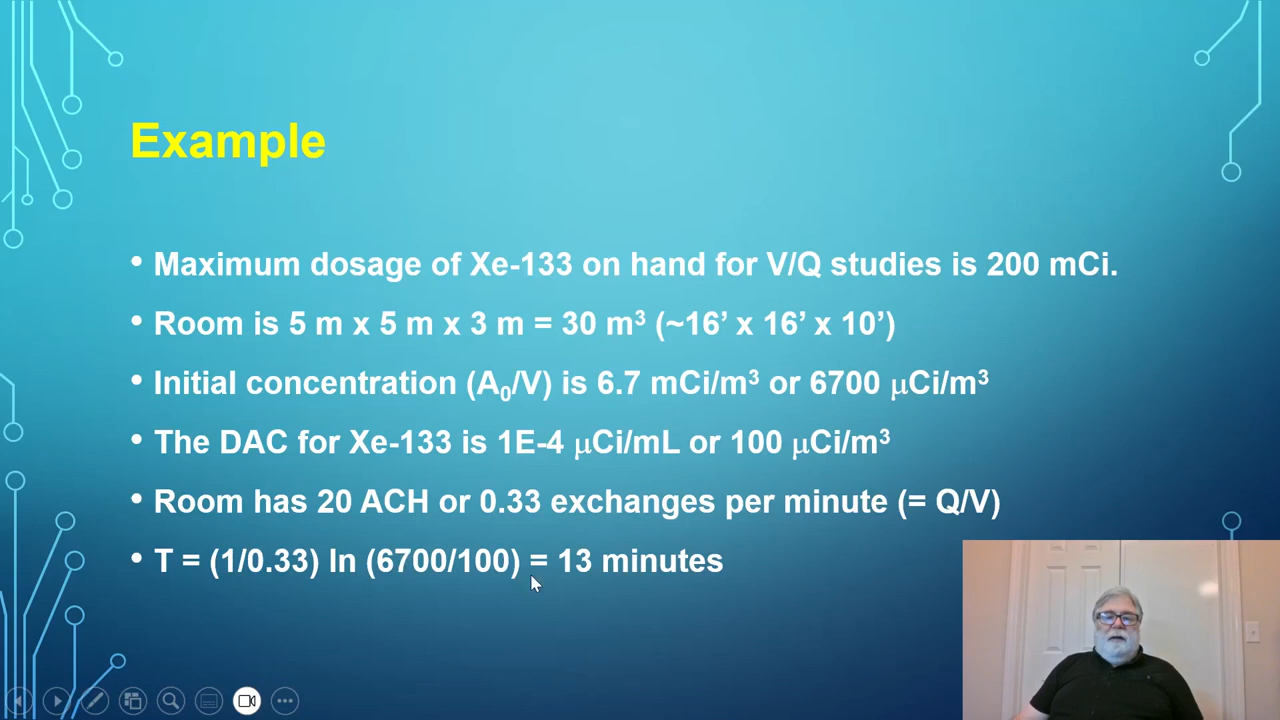 Example
• Maximum dosage of Xe-133 on hand for V/Q studies is 200 mCi.
• Room is 5 m x 5 m x 3 m = 30 m³ (~16’ x 16’ x 10’)
• Initial concentration (A₀/V) is 6.7 mCi/m³ or 6700 μCi/m³
• The DAC for Xe-133 is 1E-4 μCi/mL or 100 μCi/m³
• Room has 20 ACH or 0.33 exchanges per minute (= Q/V)
• T = (1/0.33) ln (6700/100) = 13 minutes